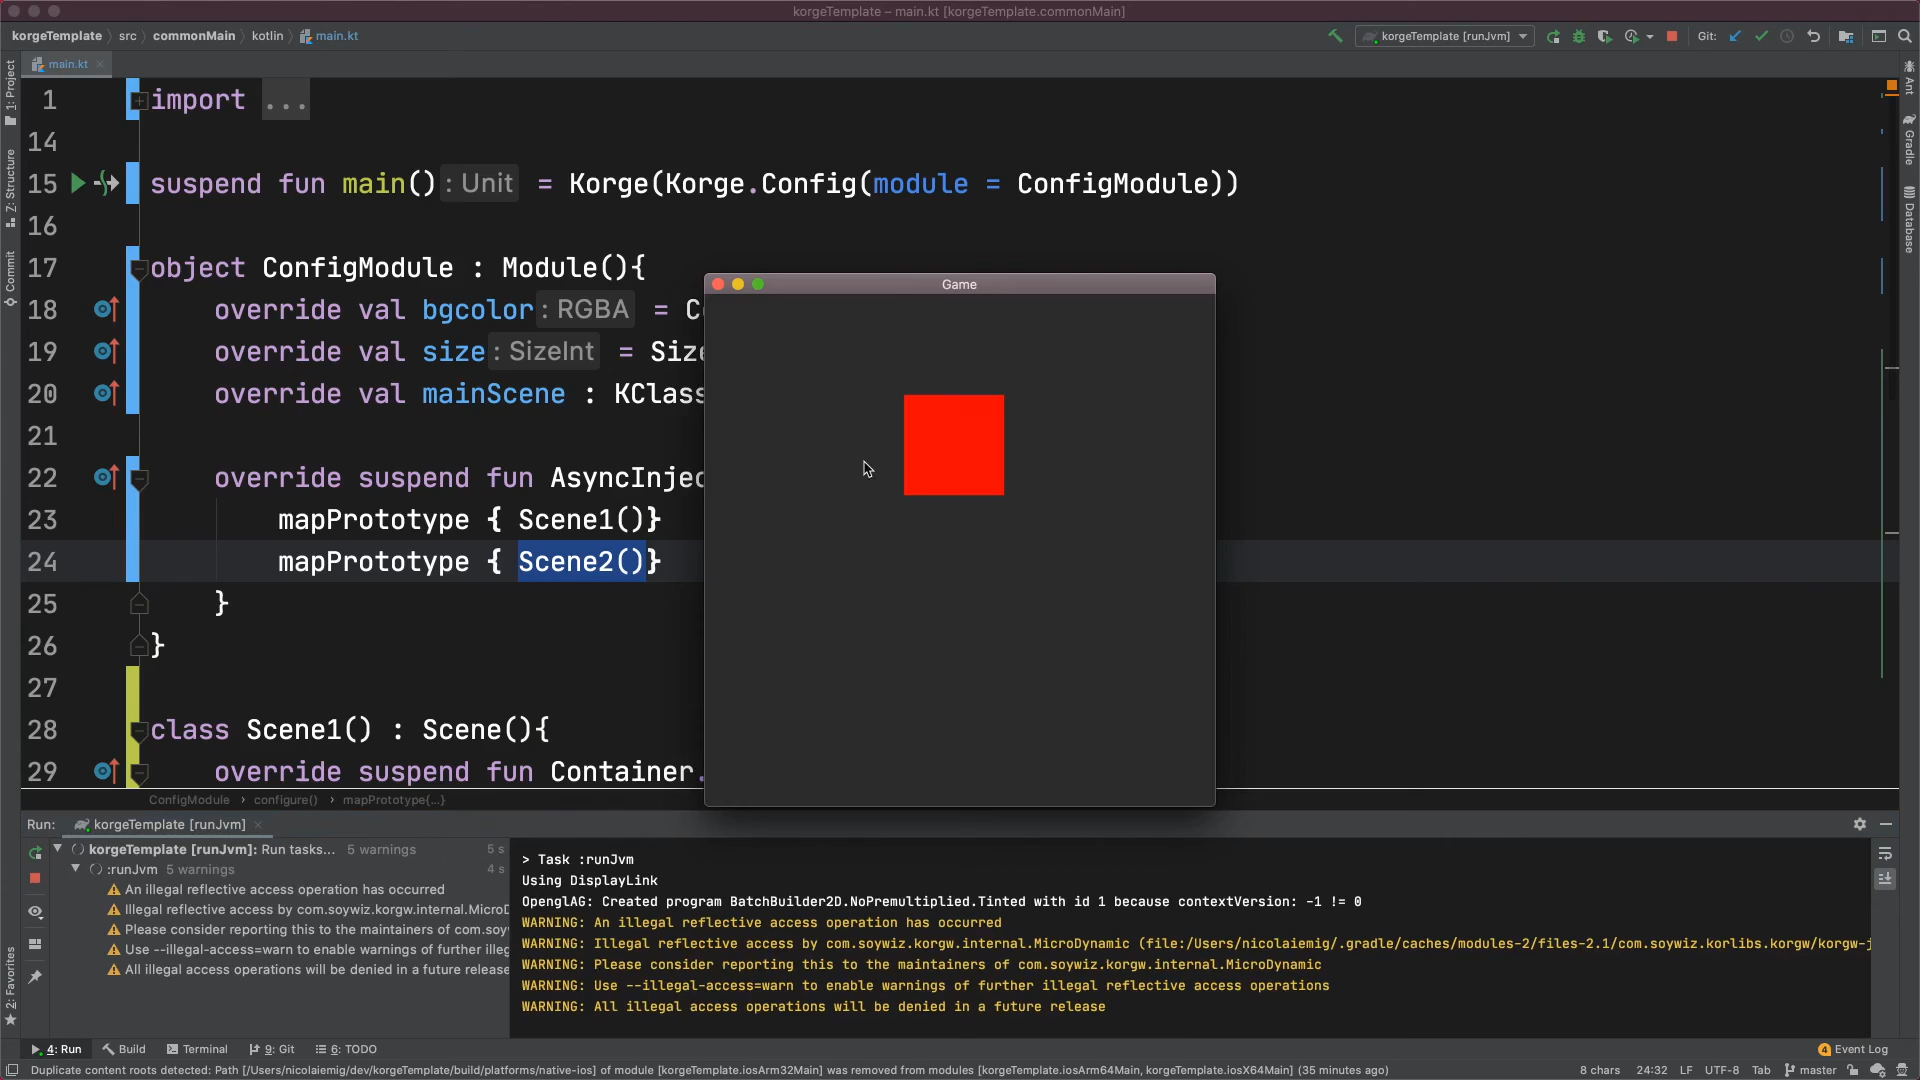 korgeTemplate – main.kt [korgeTemplate.commonMain]
korgeTemplate src commonMain kotlin main.kt
korgeTemplate [runJvm] Git:
main.kt
1: Project
Z: Structure
Commit
2: Favorites
Ant
Gradle
Database
1 import ...
14
15 suspend fun main() : Unit = Korge(Korge.Config(module = ConfigModule))
16
17 object ConfigModule : Module(){
18 override val bgcolor : RGBA = Co
19 override val size : SizeInt = Size
20 override val mainScene : KClass
21
22 override suspend fun AsyncInjec
23 mapPrototype { Scene1()}
24 mapPrototype { Scene2()}
25 }
26 }
27
28 class Scene1() : Scene(){
29 override suspend fun Container.
Game
ConfigModule › configure() › mapPrototype{...}
Run: korgeTemplate [runJvm]
korgeTemplate [runJvm]: Run tasks... 5 warnings 5 s
:runJvm 5 warnings 4 s
An illegal reflective access operation has occurred
Illegal reflective access by com.soywiz.korgw.internal.MicroD
Please consider reporting this to the maintainers of com.soy
Use --illegal-access=warn to enable warnings of further illeg
All illegal access operations will be denied in a future release
> Task :runJvm
Using DisplayLink
OpenglAG: Created program BatchBuilder2D.NoPremultiplied.Tinted with id 1 because contextVersion: -1 != 0
WARNING: An illegal reflective access operation has occurred
WARNING: Illegal reflective access by com.soywiz.korgw.internal.MicroDynamic (file:/Users/nicolaiemig/.gradle/caches/modules-2/files-2.1/com.soywiz.korlibs.korgw/korgw-j
WARNING: Please consider reporting this to the maintainers of com.soywiz.korgw.internal.MicroDynamic
WARNING: Use --illegal-access=warn to enable warnings of further illegal reflective access operations
WARNING: All illegal access operations will be denied in a future release
4: Run Build Terminal 9: Git 6: TODO 4 Event Log
Duplicate content roots detected: Path [/Users/nicolaiemig/dev/korgeTemplate/build/platforms/native-ios] of module [korgeTemplate.iosArm32Main] was removed from modules [korgeTemplate.iosArm64Main, korgeTemplate.iosX64Main] (35 minutes ago) 8 chars 24:32 LF UTF-8 Tab master